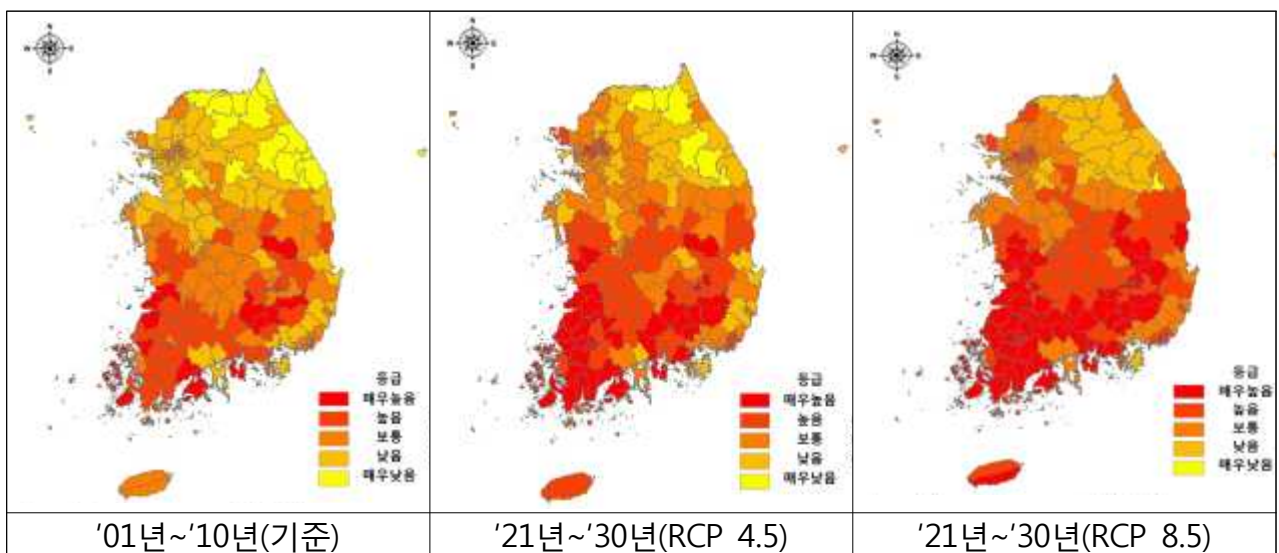 N
W E
S
N
W E
S
N
W E
S
등급
매우높음
높음
보통
낮음
매우낮음
등급
매우높음
높음
보통
낮음
매우낮음
등급
매우높음
높음
보통
낮음
매우낮음
'01년~'10년(기준)
'21년~'30년(RCP 4.5)
'21년~'30년(RCP 8.5)